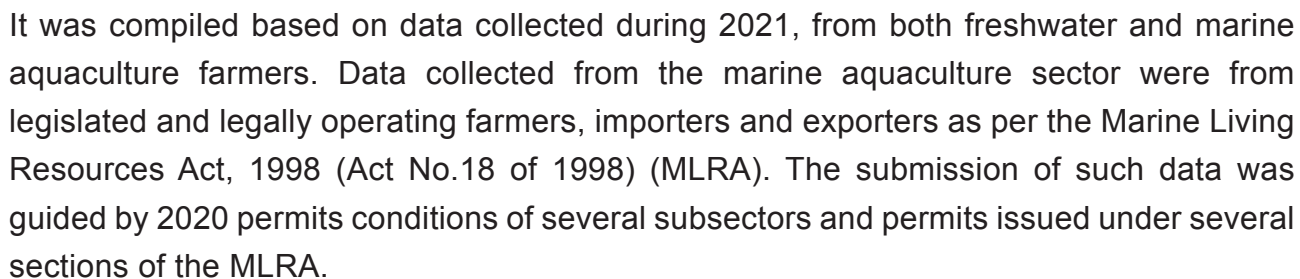 It was compiled based on data collected during 2021, from both freshwater and marine
aquaculture farmers. Data collected from the marine aquaculture sector were from
legislated and legally operating farmers, importers and exporters as per the Marine Living
Resources Act, 1998 (Act No.18 of 1998) (MLRA). The submission of such data was
guided by 2020 permits conditions of several subsectors and permits issued under several
sections of the MLRA.